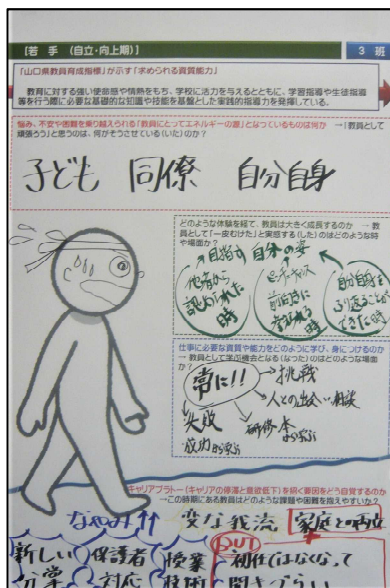 [若 手 (自立・向上期)]
3 班
「山口県教員育成指標」が示す「求められる資質能力」
教育に対する強い使命感や情熱をもち、学校に活力を与えるとともに、学習指導や生徒指導
等を行う際に必要な基礎的な知識や技能を基盤とした実践的指導力を発揮している。
悩み、不安や困難を乗り越えられる「教員にとってエネルギーの源」となっているものは何か → 「教員として
頑張ろう」と思うのは、何がそうさせている(いた)のか?
子ども 同僚 自分自身
どのような体験を経て、教員は大きく成長するのか → 教
員として「一皮むけた」と実感する(した)のはどのような時
や場面か?
目指す 自分の姿
他者から
認められた
時
ピンチ=チャンス
前向きに
考えられる
時
自分自身を
ふり返ることが
できた時
仕事に必要な資質や能力をどのように学び、身につけるのか
→ 教員として学ぶ機会となる(なった)のはどのような場面
か?
常に!!
挑戦
人との出会い・相談
失敗
成功から学ぶ
研修・本
から学ぶ
キャリアプラトー(キャリアの停滞と意欲低下)を招く要因をどう自覚するのか
→この時期にある教員はどのような課題や困難を抱えやすいか?
なやみ↑↑
変な我流
家庭との両立
新しい
分掌
保護者
対応
授業
技術
OUT
初任ではなくなって
聞きづらい